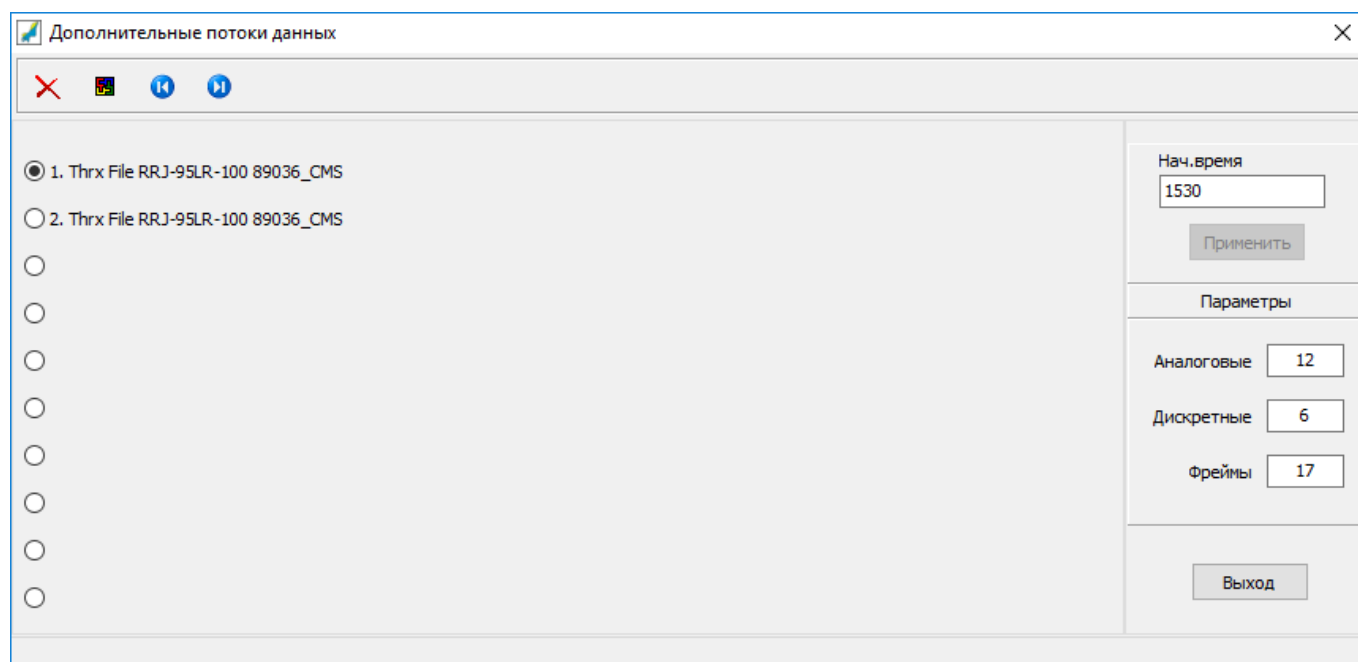 Дополнительные потоки данных
1. Thrx File RRJ-95LR-100 89036_CMS
2. Thrx File RRJ-95LR-100 89036_CMS
Нач.время
1530
Применить
Параметры
Аналоговые 12
Дискретные 6
Фреймы 17
Выход